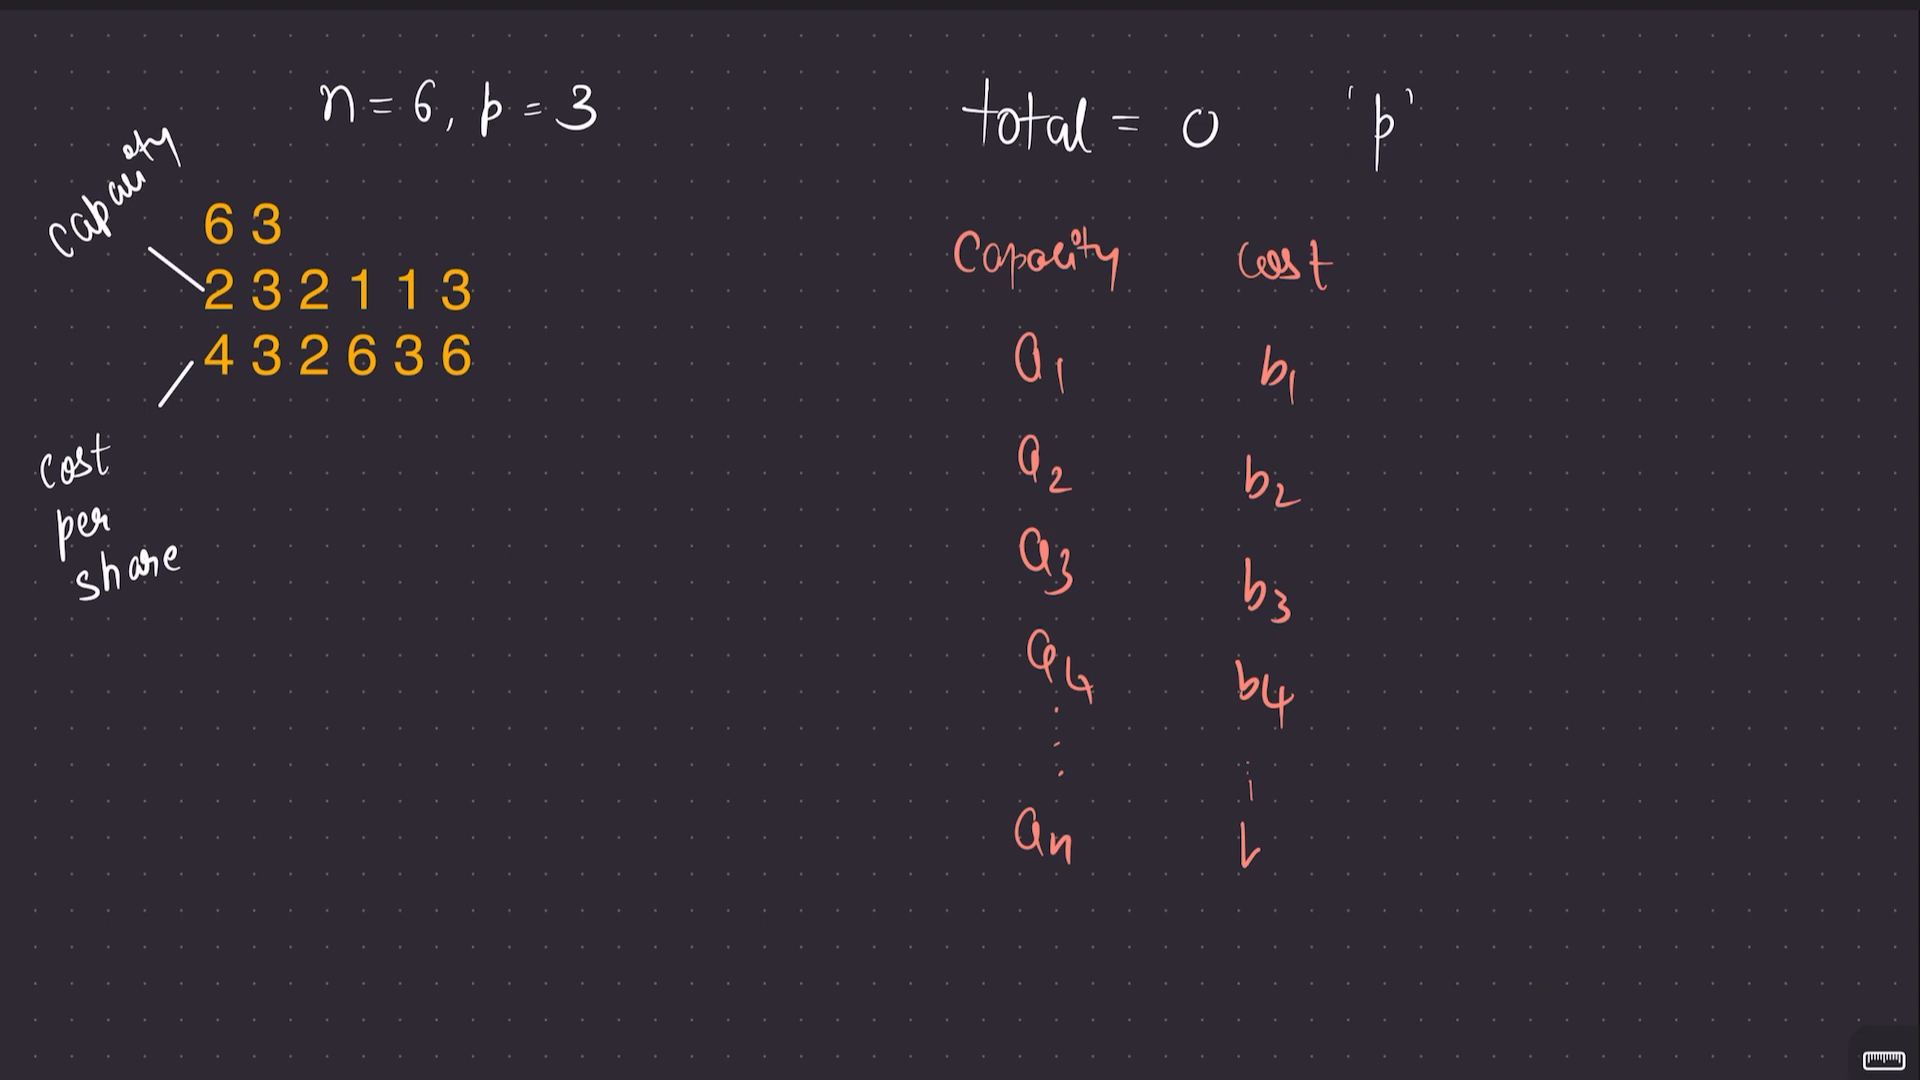 n = 6, p = 3
capacity
6 3
2 3 2 1 1 3
4 3 2 6 3 6
cost
per
share
total = 0 'p'
Capacity Cost
a1 b1
a2 b2
a3 b3
a4 b4
an